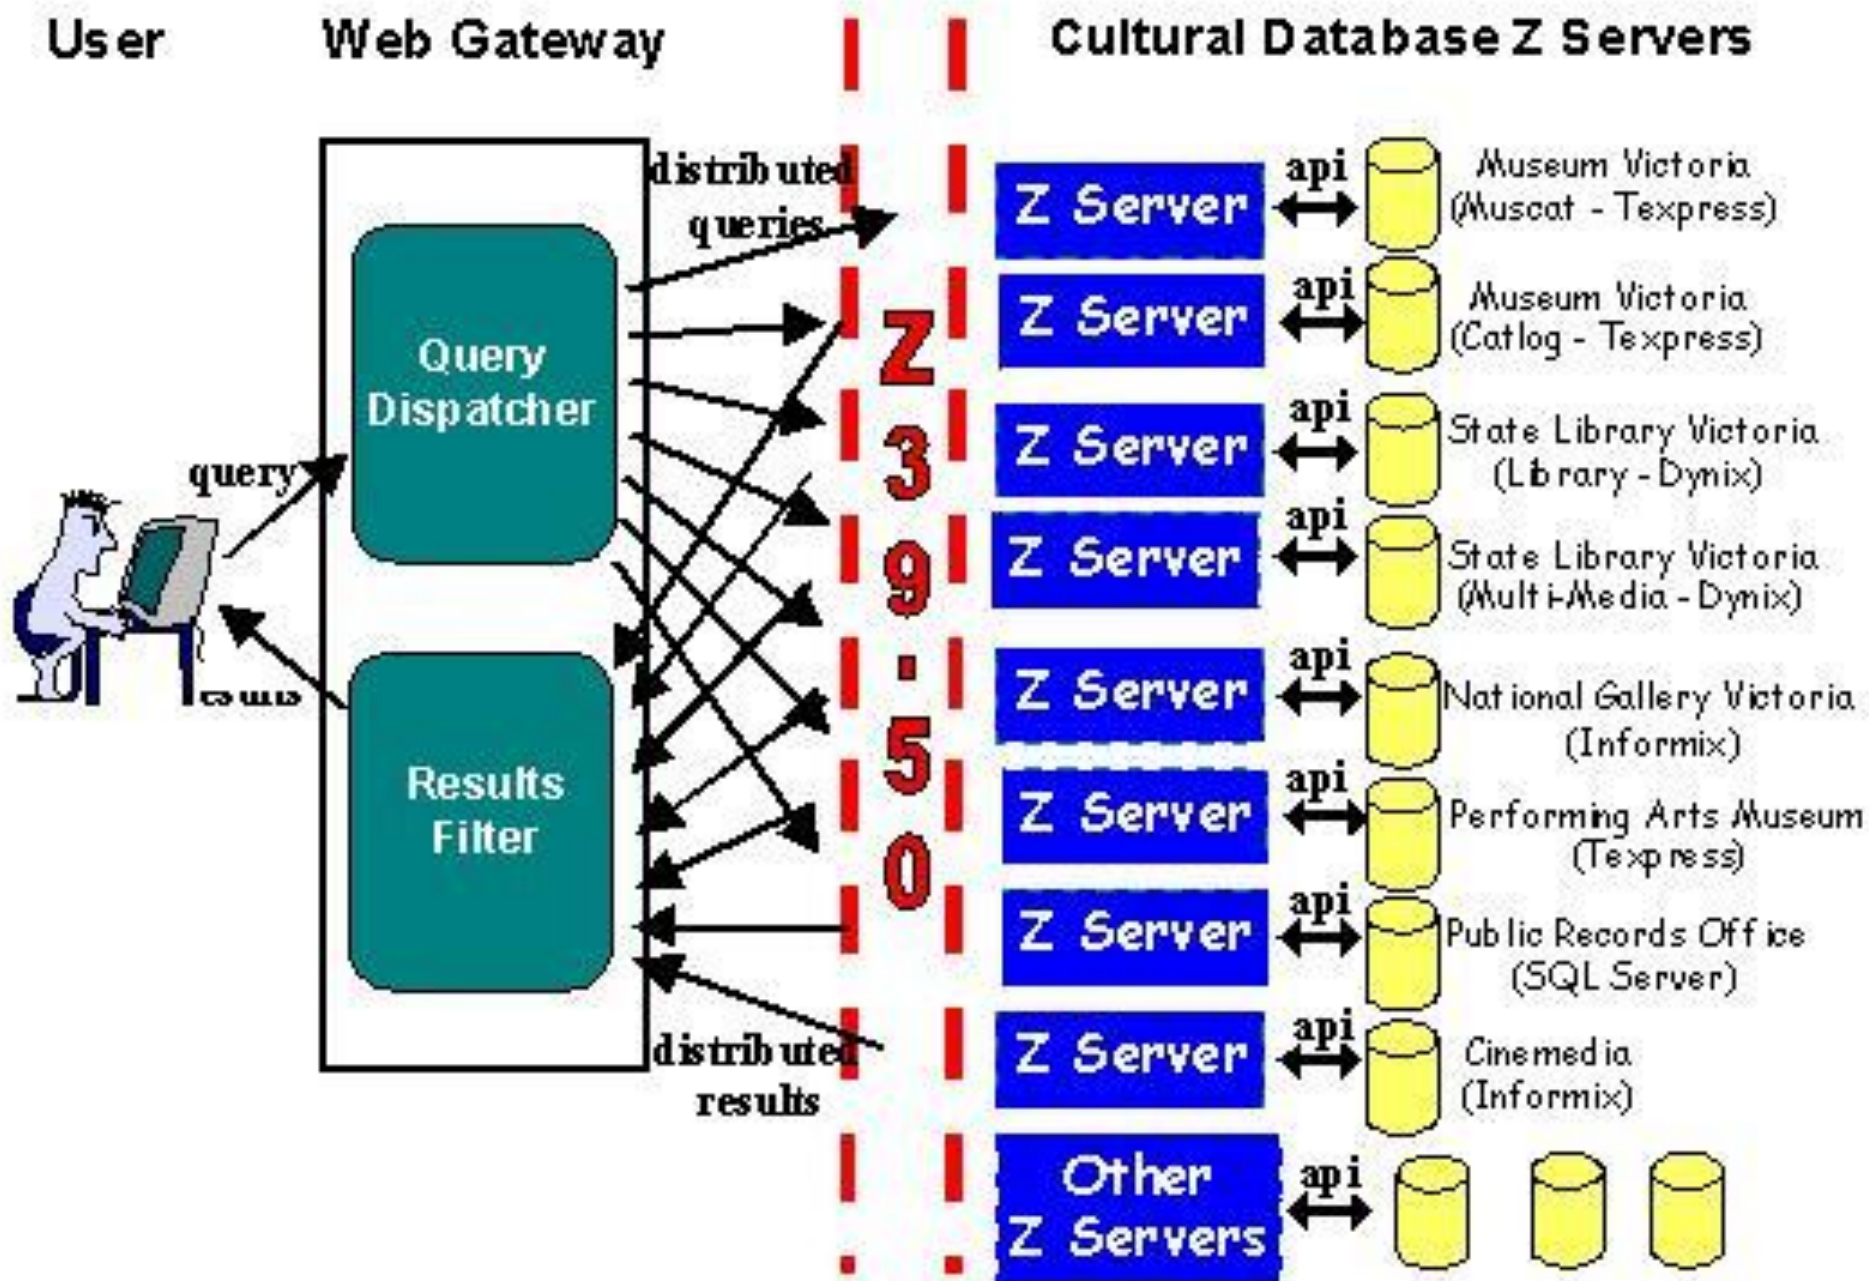 User
Web Gateway
Cultural Database Z Servers
distributed
queries
Query
Dispatcher
query
Results
Filter
distributed
results
Z
3
9
.
5
0
Z Server
api
Museum Victoria
(Muscat - Texpress)
Z Server
api
Museum Victoria
(Catlog - Texpress)
Z Server
api
State Library Victoria
(Library - Dynix)
Z Server
api
State Library Victoria
(Multi-Media - Dynix)
Z Server
api
National Gallery Victoria
(Informix)
Z Server
api
Performing Arts Museum
(Texpress)
Z Server
api
Public Records Office
(SQL Server)
Z Server
api
Cinemedia
(Informix)
Other
Z Servers
api